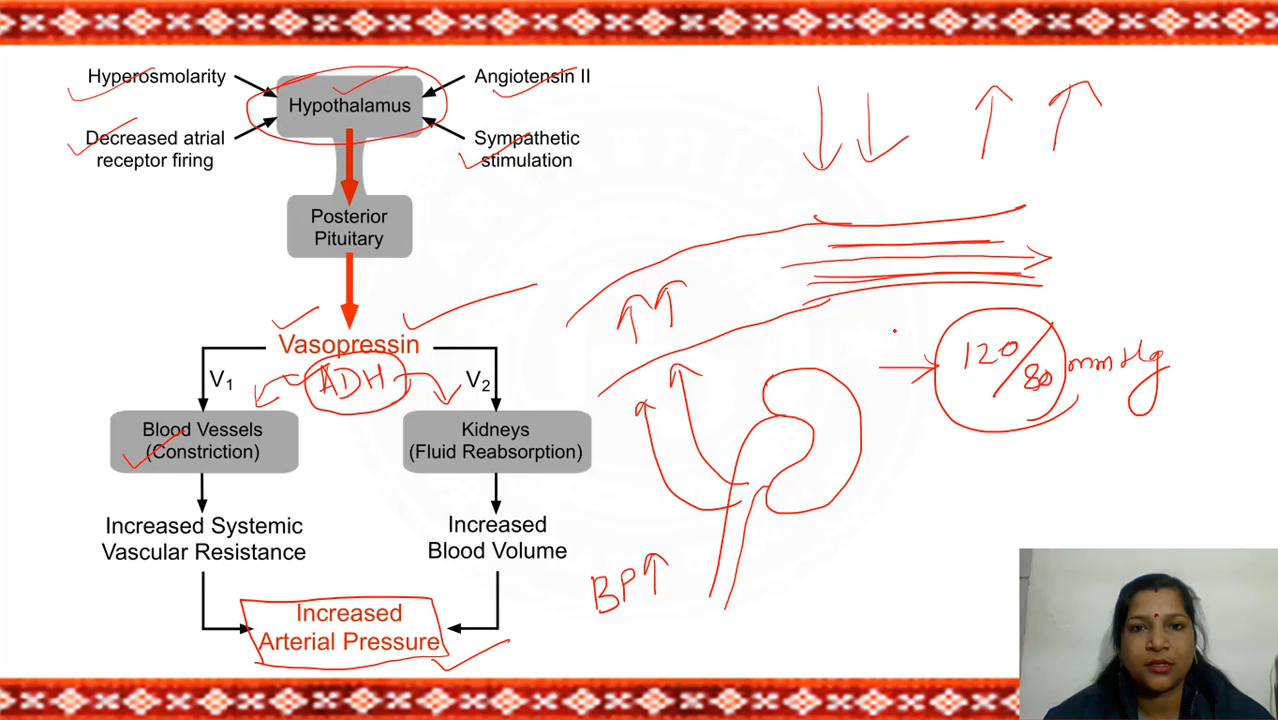 Hyperosmolarity
Hypothalamus
Angiotensin II
Decreased atrial
receptor firing
Sympathetic
stimulation
Posterior
Pituitary
Vasopressin
ADH
V1
V2
Blood Vessels
(Constriction)
Kidneys
(Fluid Reabsorption)
Increased Systemic
Vascular Resistance
Increased
Blood Volume
Increased
Arterial Pressure
120/80 mmHg
BP↑